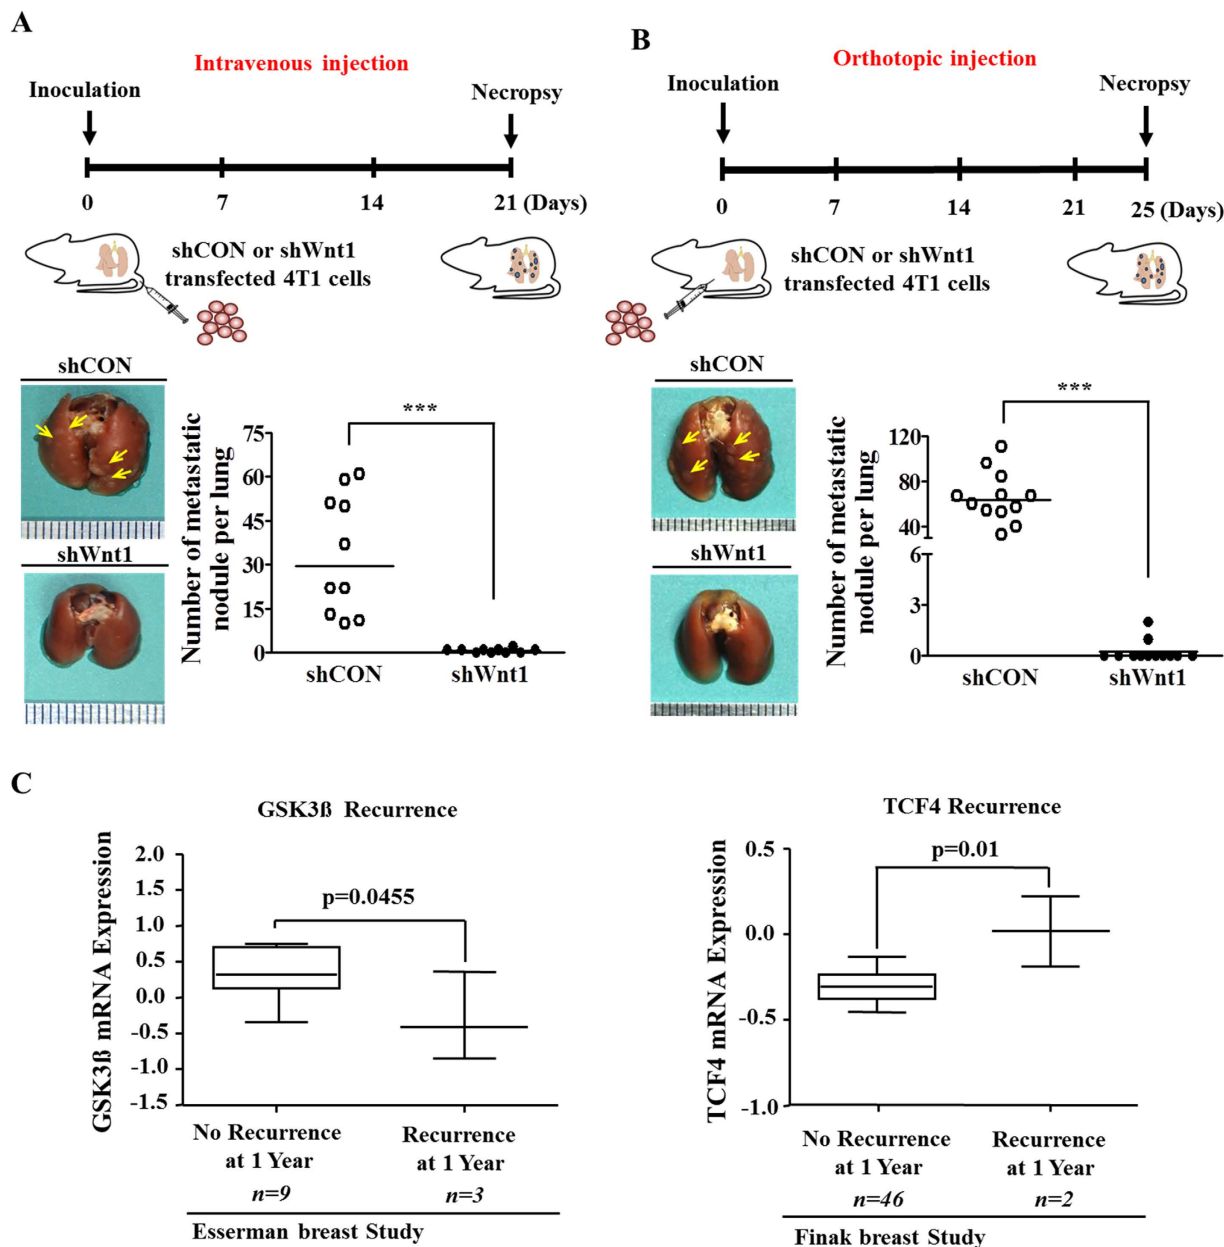 A
Intravenous injection
Inoculation
Necropsy
0
7
14
21 (Days)
shCON or shWnt1
transfected 4T1 cells
shCON
shWnt1
Number of metastatic
nodule per lung
75
60
45
30
15
0
***
shCON
shWnt1
B
Orthotopic injection
Inoculation
Necropsy
0
7
14
21
25 (Days)
shCON or shWnt1
transfected 4T1 cells
shCON
shWnt1
Number of metastatic
nodule per lung
120
80
40
6
3
0
***
shCON
shWnt1
C
GSK3ß Recurrence
GSK3ß mRNA Expression
2.0
1.5
1.0
0.5
0.0
-0.5
-1.0
-1.5
p=0.0455
No Recurrence
at 1 Year
n=9
Recurrence
at 1 Year
n=3
Esserman breast Study
TCF4 Recurrence
TCF4 mRNA Expression
0.5
0.0
-0.5
-1.0
p=0.01
No Recurrence
at 1 Year
n=46
Recurrence
at 1 Year
n=2
Finak breast Study